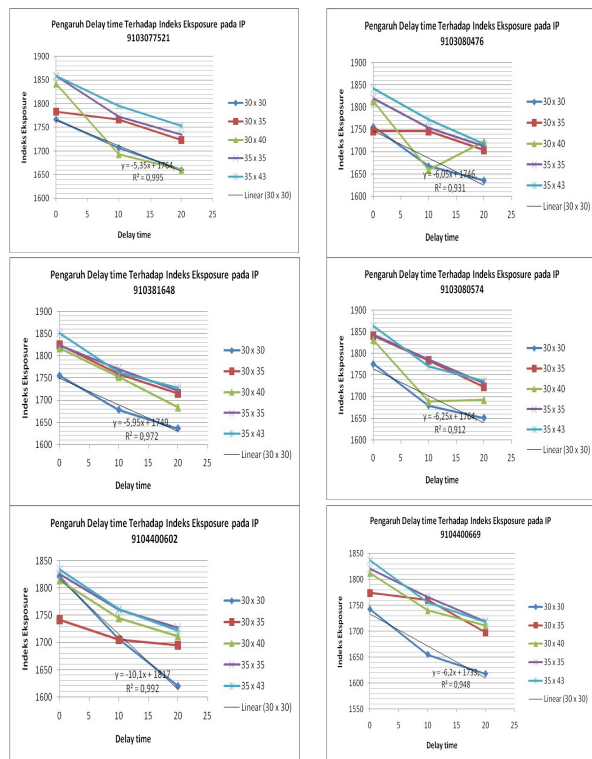 Pengaruh Delay time Terhadap Indeks Eksposure pada IP
9103077521
Indeks Eksposure
1900
1850
1800
1750
1700
1650
1600
y = -5,35x + 1764
R² = 0,995
0 5 10 15 20 25
Delay time
30 x 30
30 x 35
30 x 40
35 x 35
35 x 43
Linear (30 x 30)
Pengaruh Delay time Terhadap Indeks Eksposure pada IP
9103080476
Indeks Eksposure
1900
1850
1800
1750
1700
1650
1600
y = -6,05x + 1746
R² = 0,931
0 5 10 15 20 25
Delay time
30 x 30
30 x 35
30 x 40
35 x 35
35 x 43
Linear (30 x 30)
Pengaruh Delay time Terhadap Indeks Eksposure pada IP
910381648
Indeks Eksposure
1900
1850
1800
1750
1700
1650
1600
y = -5,95x + 1749
R² = 0,972
0 5 10 15 20 25
Delay time
30 x 30
30 x 35
30 x 40
35 x 35
35 x 43
Linear (30 x 30)
Pengaruh Delay time Terhadap Indeks Eksposure pada IP
9103080574
Indeks Eksposure
1900
1850
1800
1750
1700
1650
1600
y = -6,25x + 1764
R² = 0,912
0 5 10 15 20 25
Delay time
30 x 30
30 x 35
30 x 40
35 x 35
35 x 43
Linear (30 x 30)
Pengaruh Delay time Terhadap Indeks Eksposure pada IP
9104400602
Indeks Eksposure
1850
1800
1750
1700
1650
1600
y = -10,1x + 1817
R² = 0,992
0 5 10 15 20 25
Delay time
30 x 30
30 x 35
30 x 40
35 x 35
35 x 43
Linear (30 x 30)
Pengaruh Delay time Terhadap Indeks Eksposure pada IP
9104400669
Indeks Eksposure
1850
1800
1750
1700
1650
1600
1550
y = -6,2x + 1733,
R² = 0,948
0 5 10 15 20 25
Delay time
30 x 30
30 x 35
30 x 40
35 x 35
35 x 43
Linear (30 x 30)